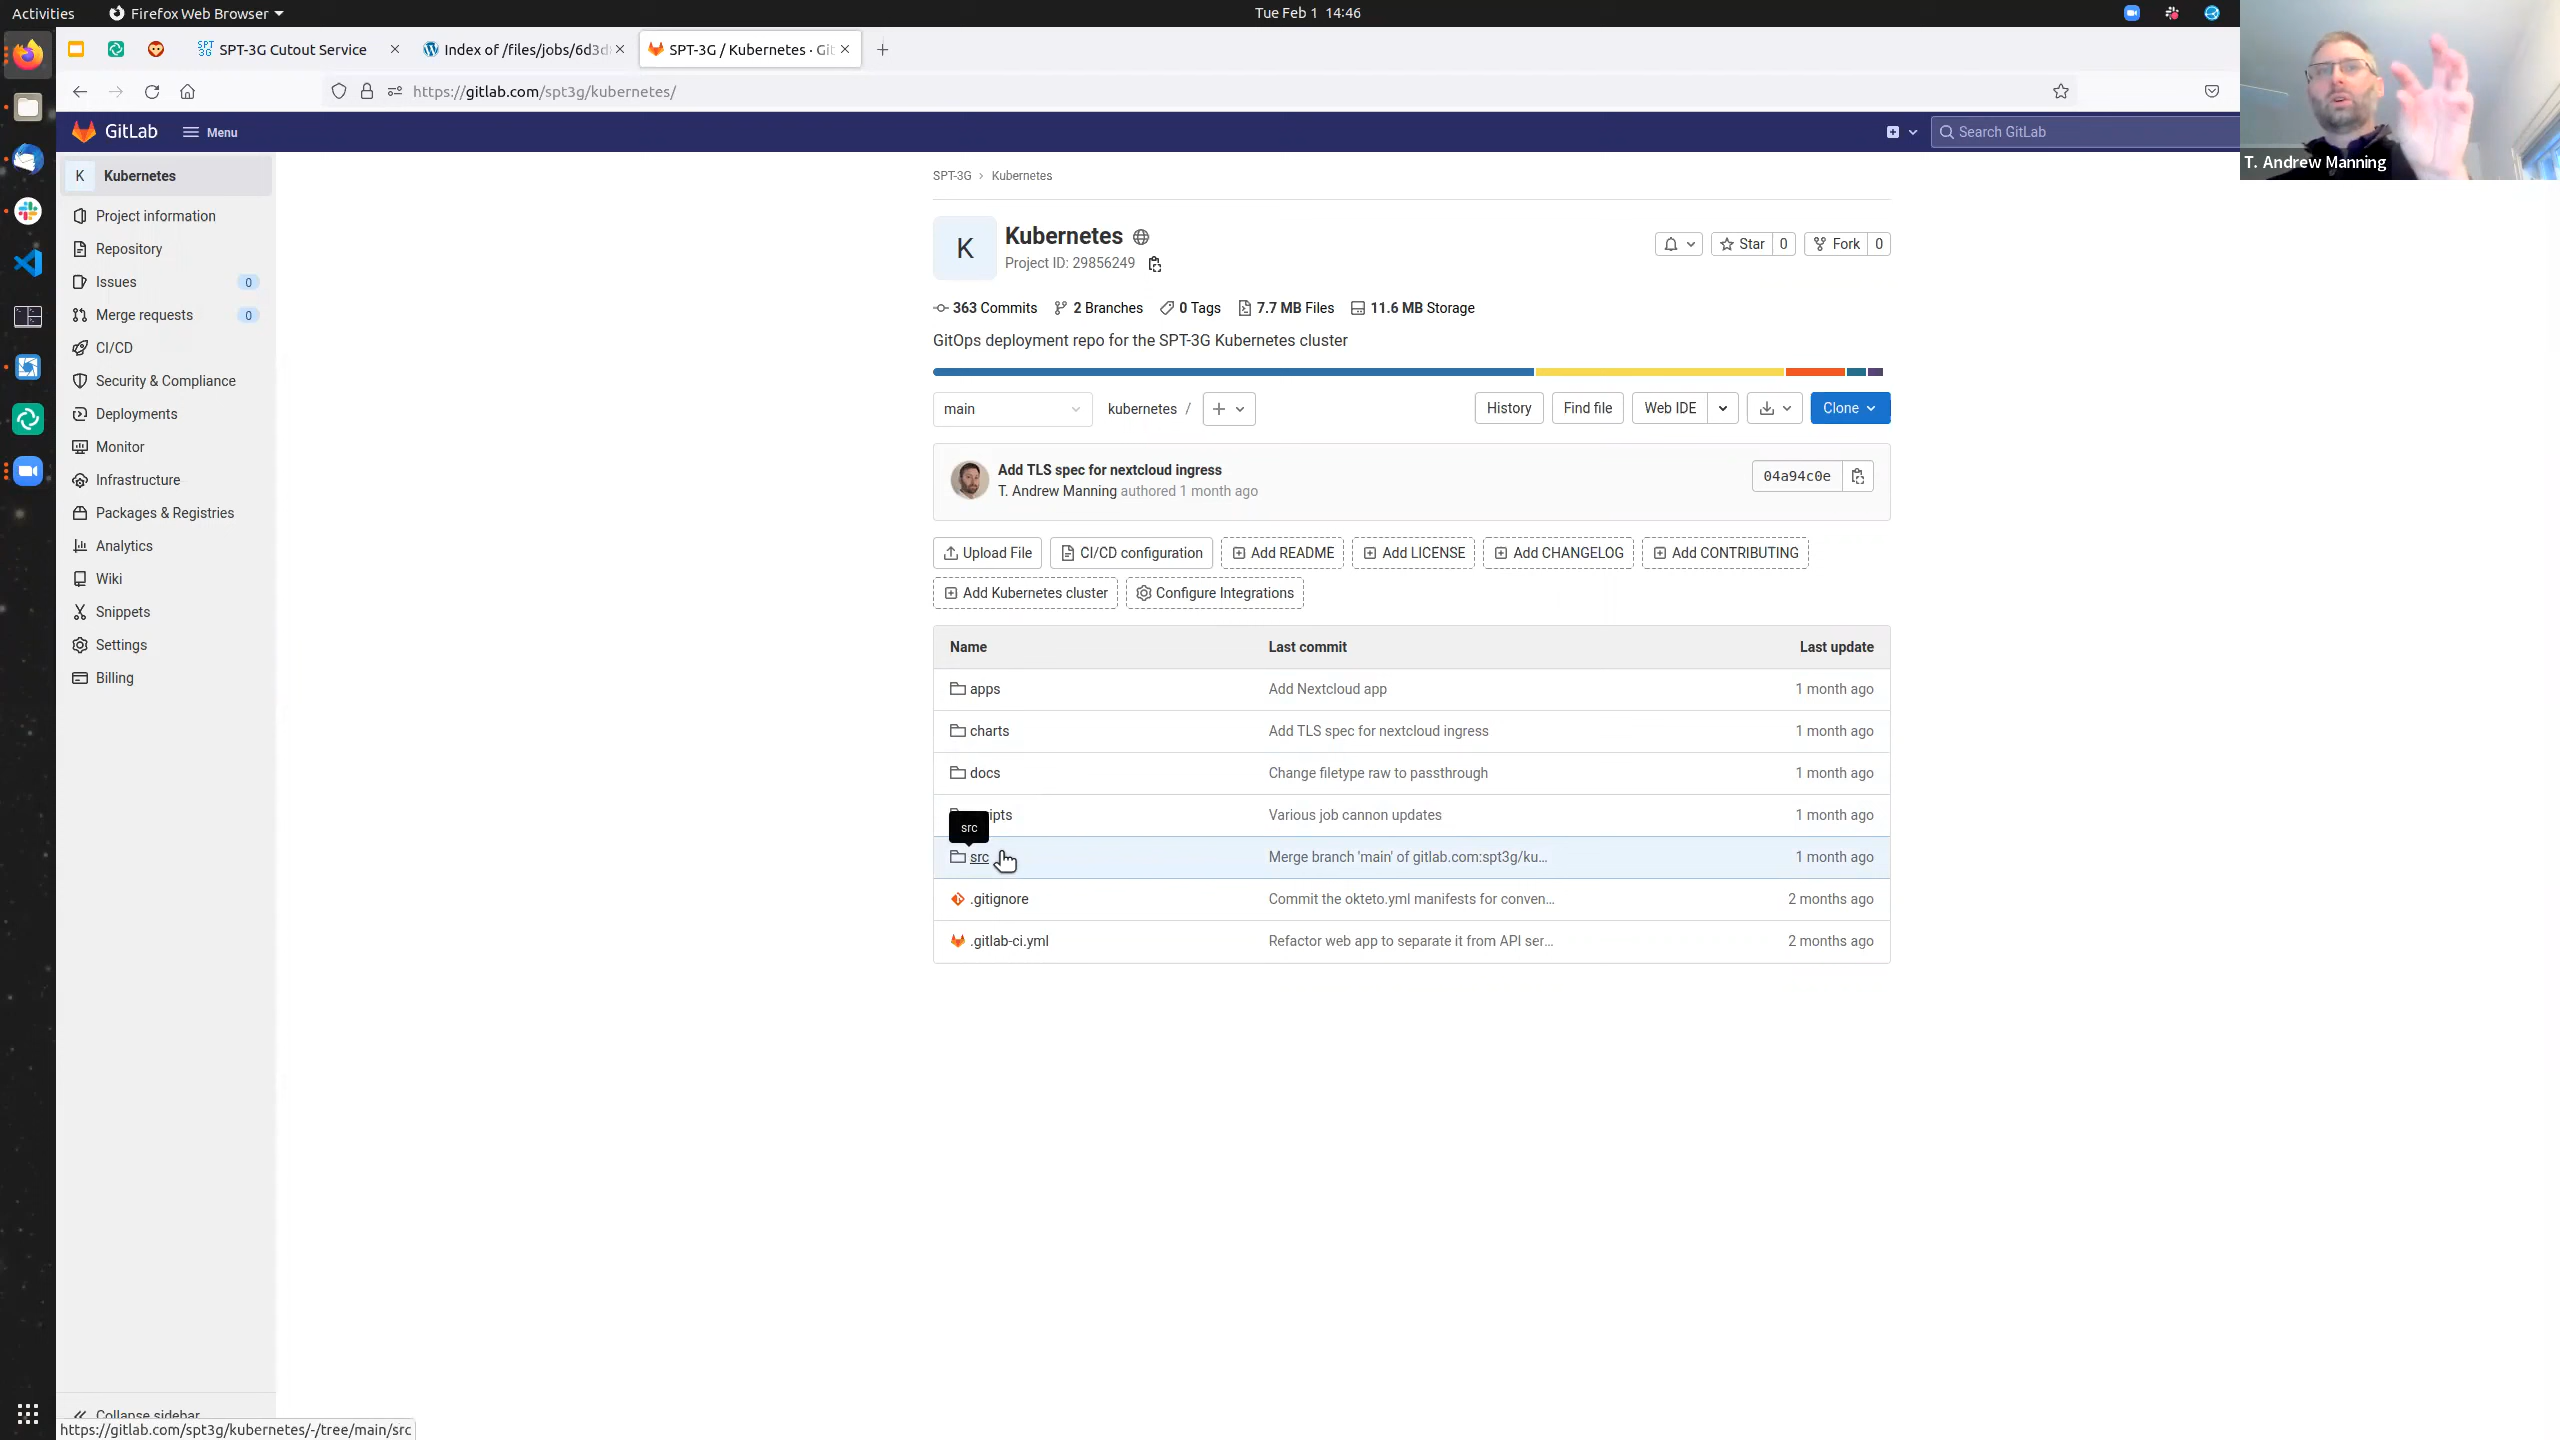 Activities
Firefox Web Browser
Tue Feb 1 14:46
SPT-3G Cutout Service
Index of /files/jobs/6d3d
SPT-3G / Kubernetes · Git
https://gitlab.com/spt3g/kubernetes/
GitLab
Menu
Search GitLab
T. Andrew Manning
K
Kubernetes
Project information
Repository
Issues
0
Merge requests
0
CI/CD
Security & Compliance
Deployments
Monitor
Infrastructure
Packages & Registries
Analytics
Wiki
Snippets
Settings
Billing
Collapse sidebar
https://gitlab.com/spt3g/kubernetes/-/tree/main/src
SPT-3G › Kubernetes
K
Kubernetes
Project ID: 29856249
Star 0
Fork 0
363 Commits 2 Branches 0 Tags 7.7 MB Files 11.6 MB Storage
GitOps deployment repo for the SPT-3G Kubernetes cluster
main
kubernetes /
History
Find file
Web IDE
Clone
Add TLS spec for nextcloud ingress
T. Andrew Manning authored 1 month ago
04a94c0e
Upload File
CI/CD configuration
Add README
Add LICENSE
Add CHANGELOG
Add CONTRIBUTING
Add Kubernetes cluster
Configure Integrations
Name Last commit Last update
apps Add Nextcloud app 1 month ago
charts Add TLS spec for nextcloud ingress 1 month ago
docs Change filetype raw to passthrough 1 month ago
ipts Various job cannon updates 1 month ago
src
src Merge branch 'main' of gitlab.com:spt3g/ku... 1 month ago
.gitignore Commit the okteto.yml manifests for conven... 2 months ago
.gitlab-ci.yml Refactor web app to separate it from API ser... 2 months ago